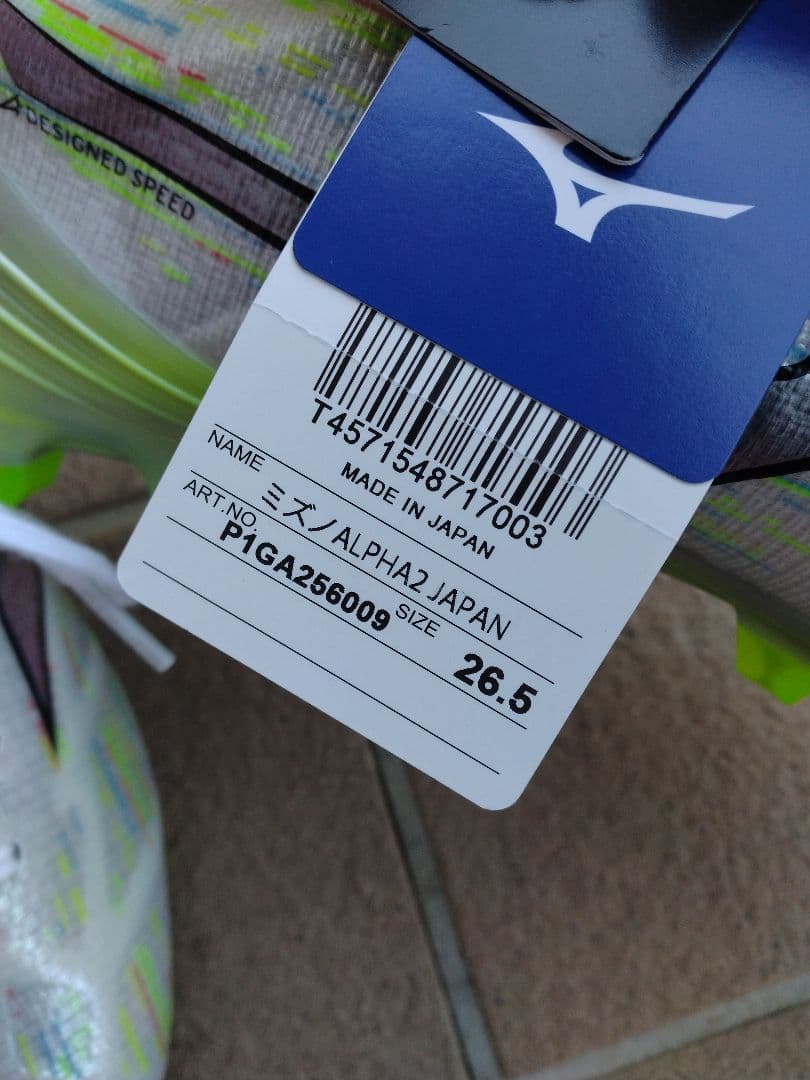 DESIGNED SPEED
T4571548717003
MADE IN JAPAN
NAME ミズノALPHA2 JAPAN
ART.NO. P1GA256009 SIZE 26.5